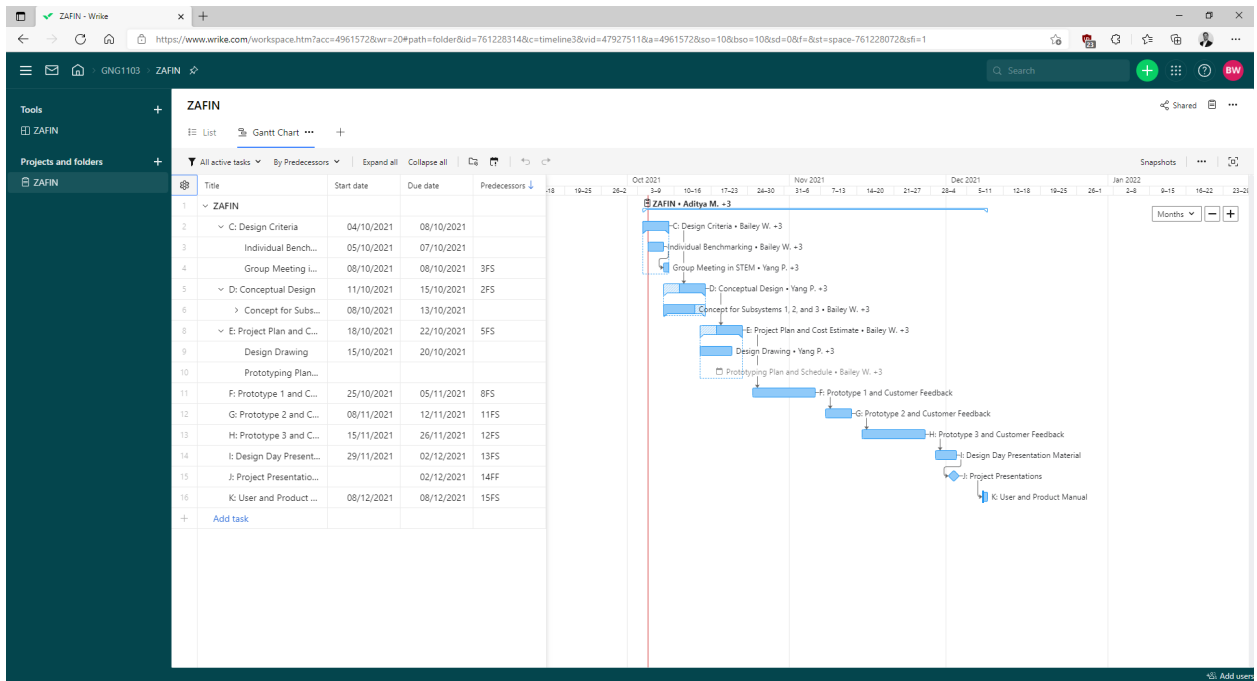 ZAFIN - Wrike
https://www.wrike.com/workspace.htm?acc=4961572&wr=20#path=folder&id=761228314&c=timeline3&vid=47927511&a=4961572&so=10&bso=10&sd=0&f=&st=space-761228072&sfi=1
21
GNG1103 ZAFIN Search BW
Tools +
ZAFIN
Projects and folders +
ZAFIN
ZAFIN Shared
List Gantt Chart +
All active tasks By Predecessors Expand all Collapse all Snapshots
Title Start date Due date Predecessors
Oct 2021 Nov 2021 Dec 2021 Jan 2022
-18 19–25 26–2 3–9 10–16 17–23 24–30 31–6 7–13 14–20 21–27 28–4 5–11 12–18 19–25 26–1 2–8 9–15 16–22 23–2
Months
1 ZAFIN ZAFIN • Aditya M. +3
2 C: Design Criteria 04/10/2021 08/10/2021 C: Design Criteria • Bailey W. +3
3 Individual Bench... 05/10/2021 07/10/2021 Individual Benchmarking • Bailey W. +3
4 Group Meeting i... 08/10/2021 08/10/2021 3FS Group Meeting in STEM • Yang P. +3
5 D: Conceptual Design 11/10/2021 15/10/2021 2FS D: Conceptual Design • Yang P. +3
6 Concept for Subs... 08/10/2021 13/10/2021 Concept for Subsystems 1, 2, and 3 • Bailey W. +3
8 E: Project Plan and C... 18/10/2021 22/10/2021 5FS E: Project Plan and Cost Estimate • Bailey W. +3
9 Design Drawing 15/10/2021 20/10/2021 Design Drawing • Yang P. +3
10 Prototyping Plan... Prototyping Plan and Schedule • Bailey W. +3
11 F: Prototype 1 and C... 25/10/2021 05/11/2021 8FS F: Prototype 1 and Customer Feedback
12 G: Prototype 2 and C... 08/11/2021 12/11/2021 11FS G: Prototype 2 and Customer Feedback
13 H: Prototype 3 and C... 15/11/2021 26/11/2021 12FS H: Prototype 3 and Customer Feedback
14 I: Design Day Present... 29/11/2021 02/12/2021 13FS I: Design Day Presentation Material
15 J: Project Presentatio... 02/12/2021 14FF J: Project Presentations
16 K: User and Product ... 08/12/2021 08/12/2021 15FS K: User and Product Manual
+ Add task
Add users